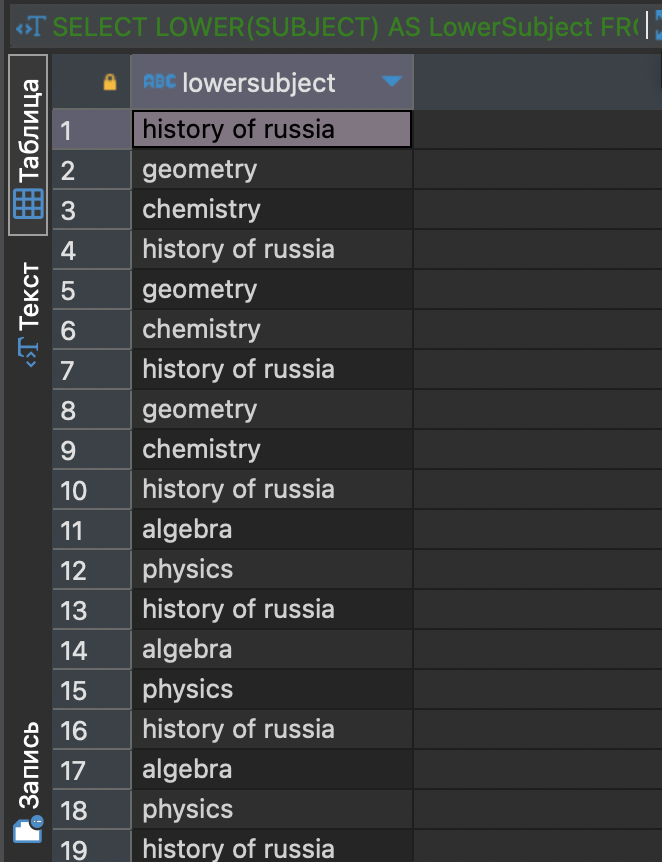 SELECT LOWER(SUBJECT) AS LowerSubject
ABC lowersubject
1 history of russia
2 geometry
3 chemistry
4 history of russia
5 geometry
6 chemistry
7 history of russia
8 geometry
9 chemistry
10 history of russia
11 algebra
12 physics
13 history of russia
14 algebra
15 physics
16 history of russia
17 algebra
18 physics
19 history of russia
Таблица
Текст
Запись